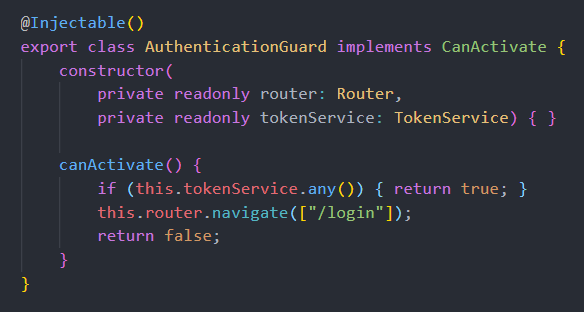 @Injectable()
export class AuthenticationGuard implements CanActivate {
    constructor(
        private readonly router: Router,
        private readonly tokenService: TokenService) { }

    canActivate() {
        if (this.tokenService.any()) { return true; }
        this.router.navigate(["/login"]);
        return false;
    }
}